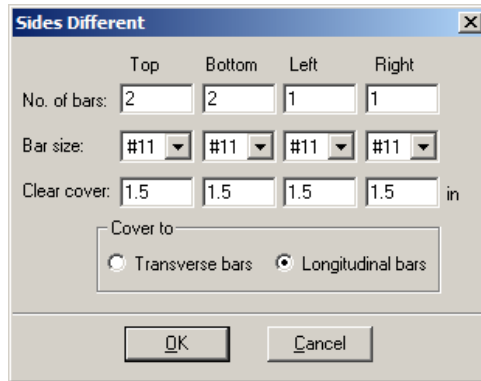 Sides Different
Top Bottom Left Right
No. of bars: 2 2 1 1
Bar size: #11 #11 #11 #11
Clear cover: 1.5 1.5 1.5 1.5 in
Cover to
Transverse bars Longitudinal bars
OK Cancel